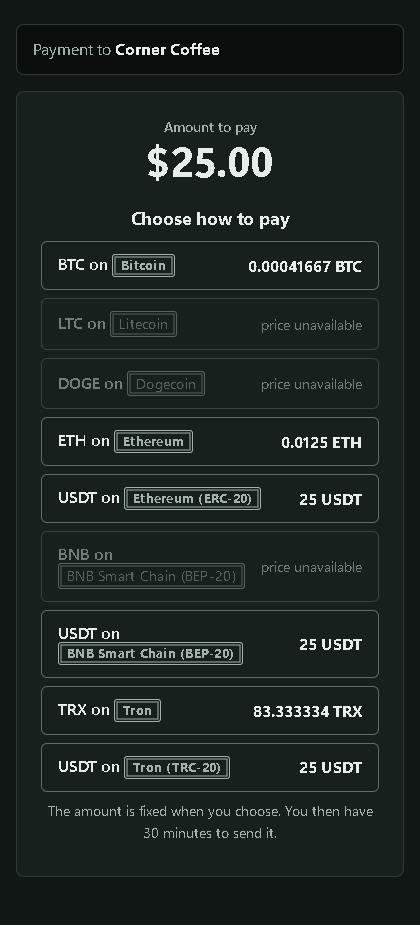 Payment to Corner Coffee
Amount to pay
$25.00
Choose how to pay
BTC on Bitcoin 0.00041667 BTC
LTC on Litecoin price unavailable
DOGE on Dogecoin price unavailable
ETH on Ethereum 0.0125 ETH
USDT on Ethereum (ERC-20) 25 USDT
BNB on
BNB Smart Chain (BEP-20) price unavailable
USDT on
BNB Smart Chain (BEP-20) 25 USDT
TRX on Tron 83.333334 TRX
USDT on Tron (TRC-20) 25 USDT
The amount is fixed when you choose. You then have
30 minutes to send it.